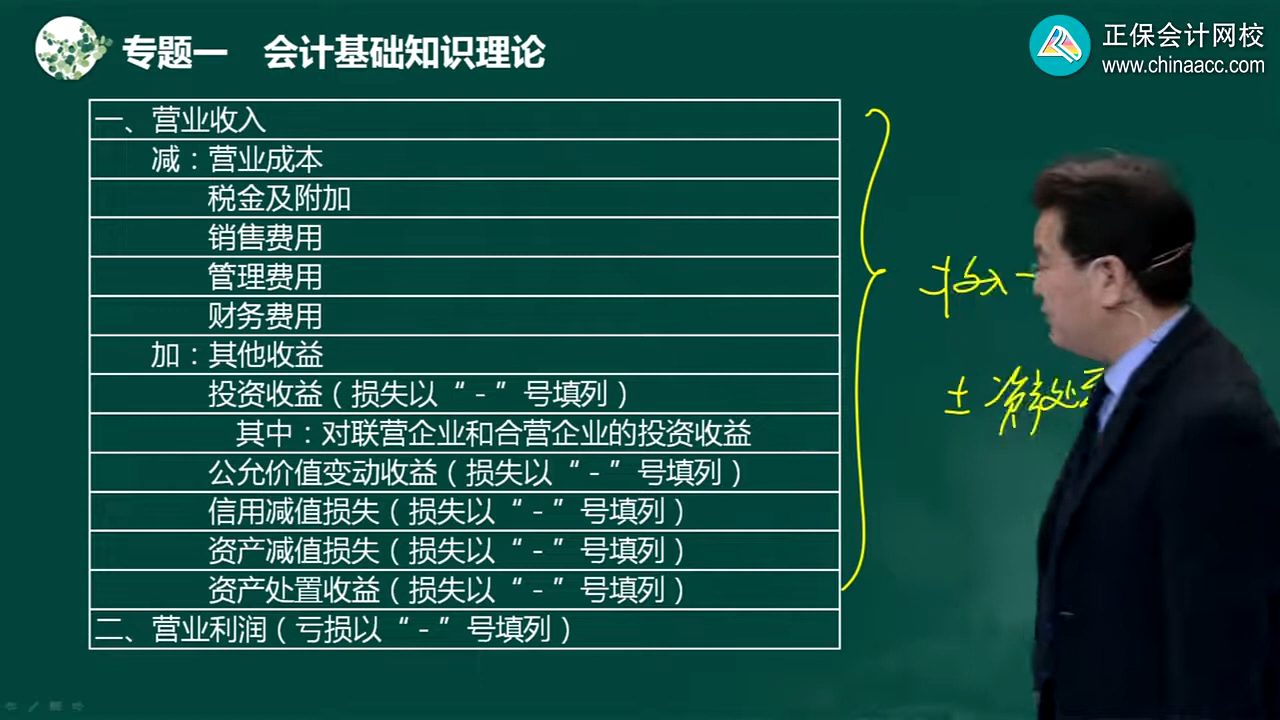 专题一 会计基础知识理论
正保会计网校
www.chinaacc.com
一、营业收入
减：营业成本
税金及附加
销售费用
管理费用
财务费用
加：其他收益
投资收益（损失以“-”号填列）
其中：对联营企业和合营企业的投资收益
公允价值变动收益（损失以“-”号填列）
信用减值损失（损失以“-”号填列）
资产减值损失（损失以“-”号填列）
资产处置收益（损失以“-”号填列）
二、营业利润（亏损以“-”号填列）
收入 -
± 资产处